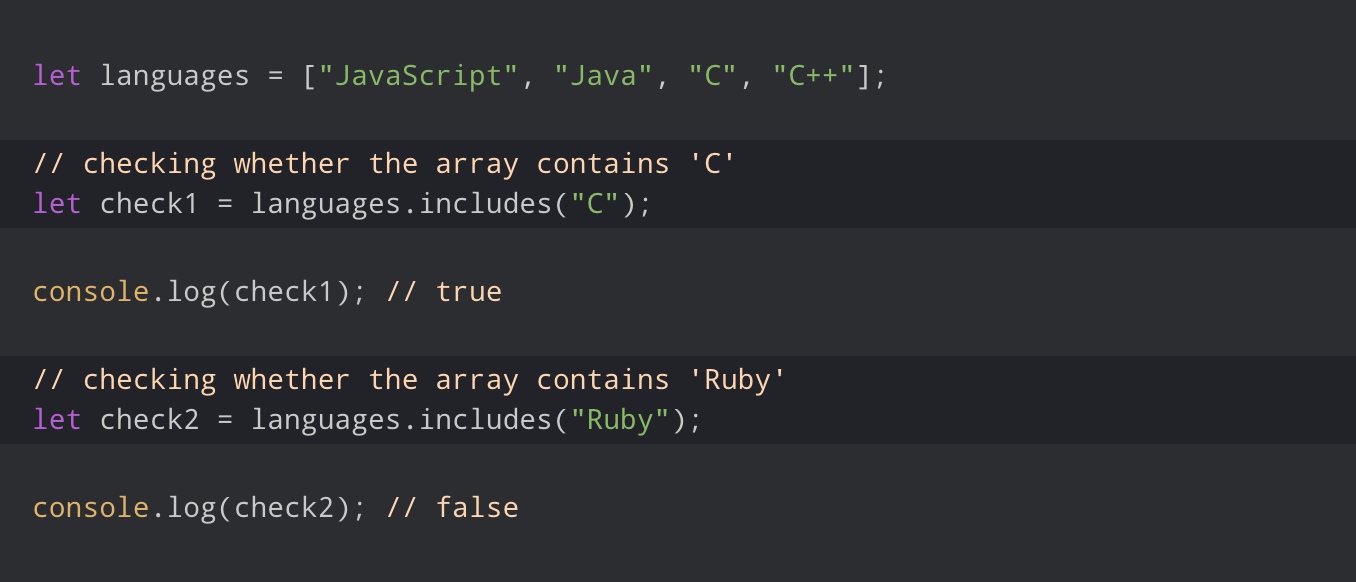 let languages = ["JavaScript", "Java", "C", "C++"];
// checking whether the array contains 'C'
let check1 = languages.includes("C");
console.log(check1); // true
// checking whether the array contains 'Ruby'
let check2 = languages.includes("Ruby");
console.log(check2); // false